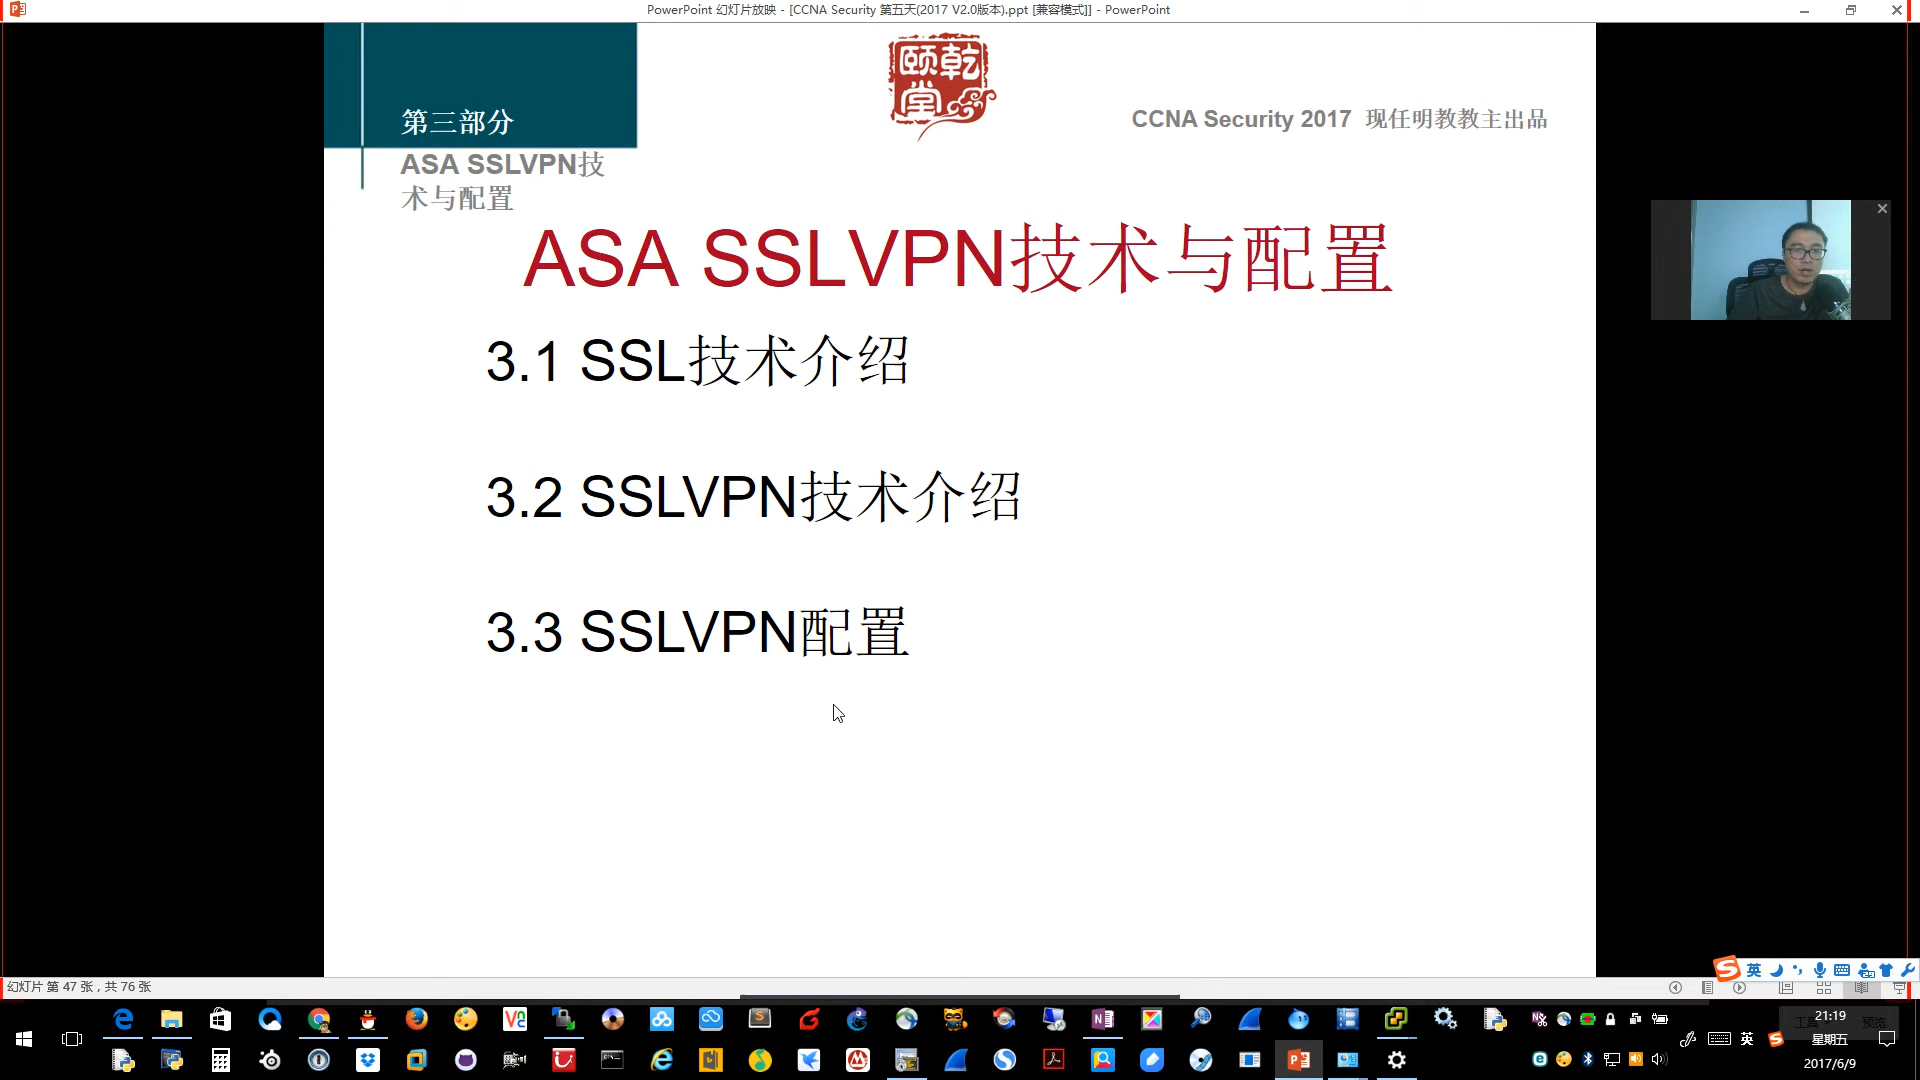 PowerPoint 幻灯片放映 - [CCNA Security 第五天(2017 V2.0版本).ppt [兼容模式]] - PowerPoint
第三部分
乾颐堂
CCNA Security 2017 现任明教教主出品
ASA SSLVPN技
术与配置
ASA SSLVPN技术与配置
3.1 SSL技术介绍
3.2 SSLVPN技术介绍
3.3 SSLVPN配置
英
幻灯片 第 47 张，共 76 张
21:19
英
星期五
2017/6/9